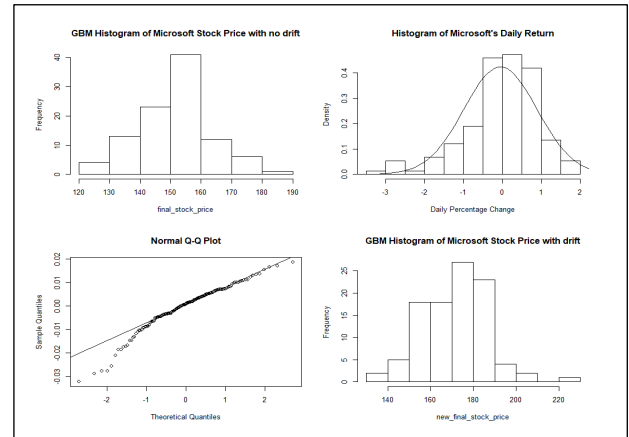 GBM Histogram of Microsoft Stock Price with no drift
Frequency
0 10 20 30 40
120 130 140 150 160 170 180 190
final_stock_price
Histogram of Microsoft's Daily Return
Density
0.0 0.1 0.2 0.3 0.4
-3 -2 -1 0 1 2
Daily Percentage Change
Normal Q-Q Plot
Sample Quantiles
-0.03 -0.02 -0.01 0.00 0.01 0.02
-2 -1 0 1 2
Theoretical Quantiles
GBM Histogram of Microsoft Stock Price with drift
Frequency
0 5 10 15 20 25
140 160 180 200 220
new_final_stock_price